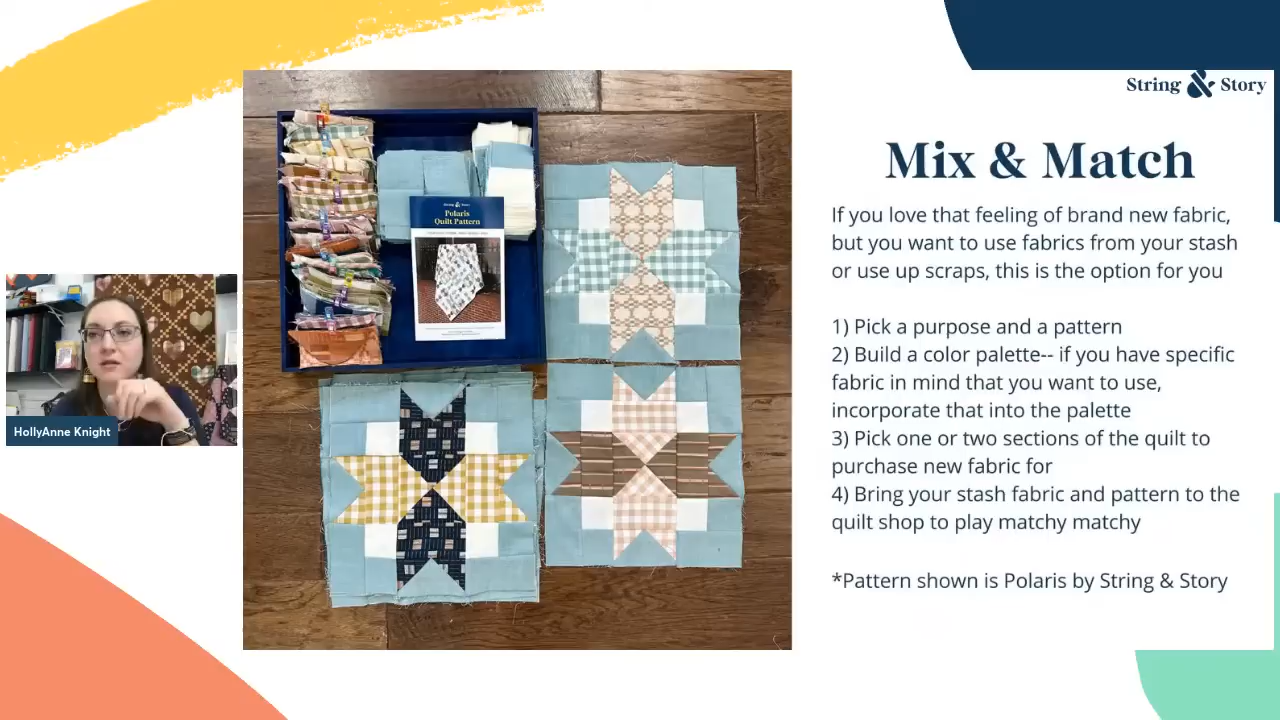 String & Story
Mix & Match
If you love that feeling of brand new fabric,
but you want to use fabrics from your stash
or use up scraps, this is the option for you
1) Pick a purpose and a pattern
2) Build a color palette-- if you have specific
fabric in mind that you want to use,
incorporate that into the palette
3) Pick one or two sections of the quilt to
purchase new fabric for
4) Bring your stash fabric and pattern to the
quilt shop to play matchy matchy
*Pattern shown is Polaris by String & Story
String & Story
Polaris
Quilt Pattern
HollyAnne Knight